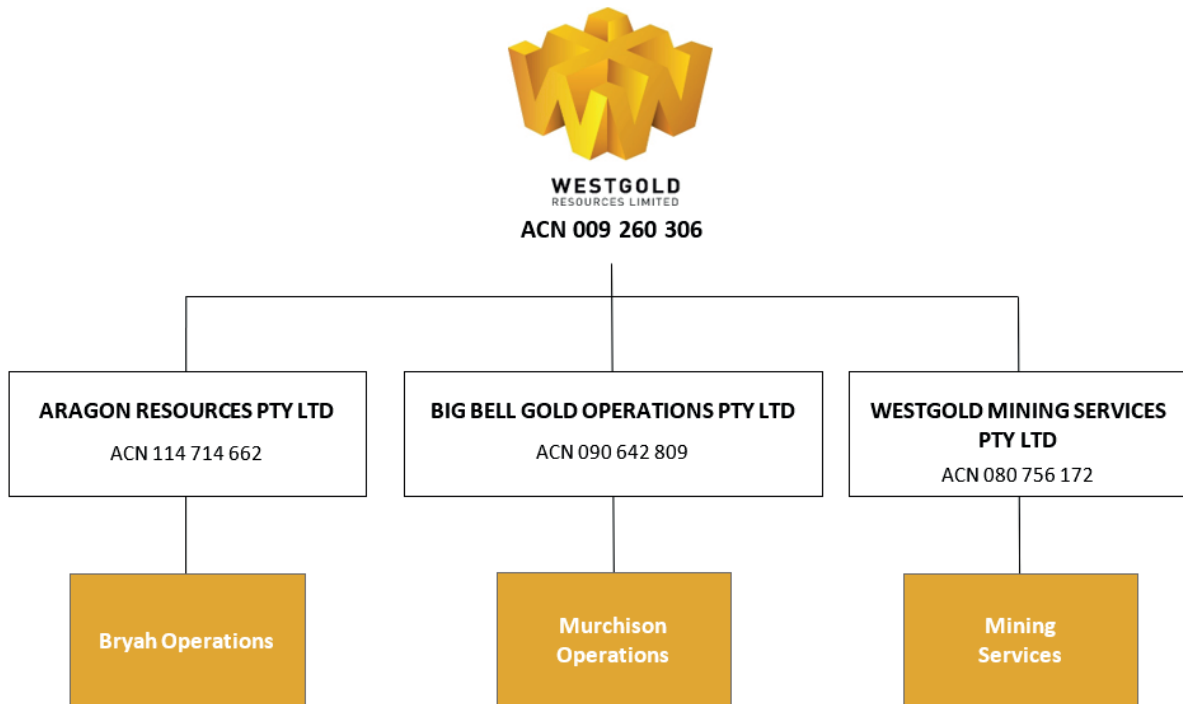 WESTGOLD
RESOURCES LIMITED
ACN 009 260 306
ARAGON RESOURCES PTY LTD
ACN 114 714 662
BIG BELL GOLD OPERATIONS PTY LTD
ACN 090 642 809
WESTGOLD MINING SERVICES
PTY LTD
ACN 080 756 172
Bryah Operations
Murchison
Operations
Mining
Services